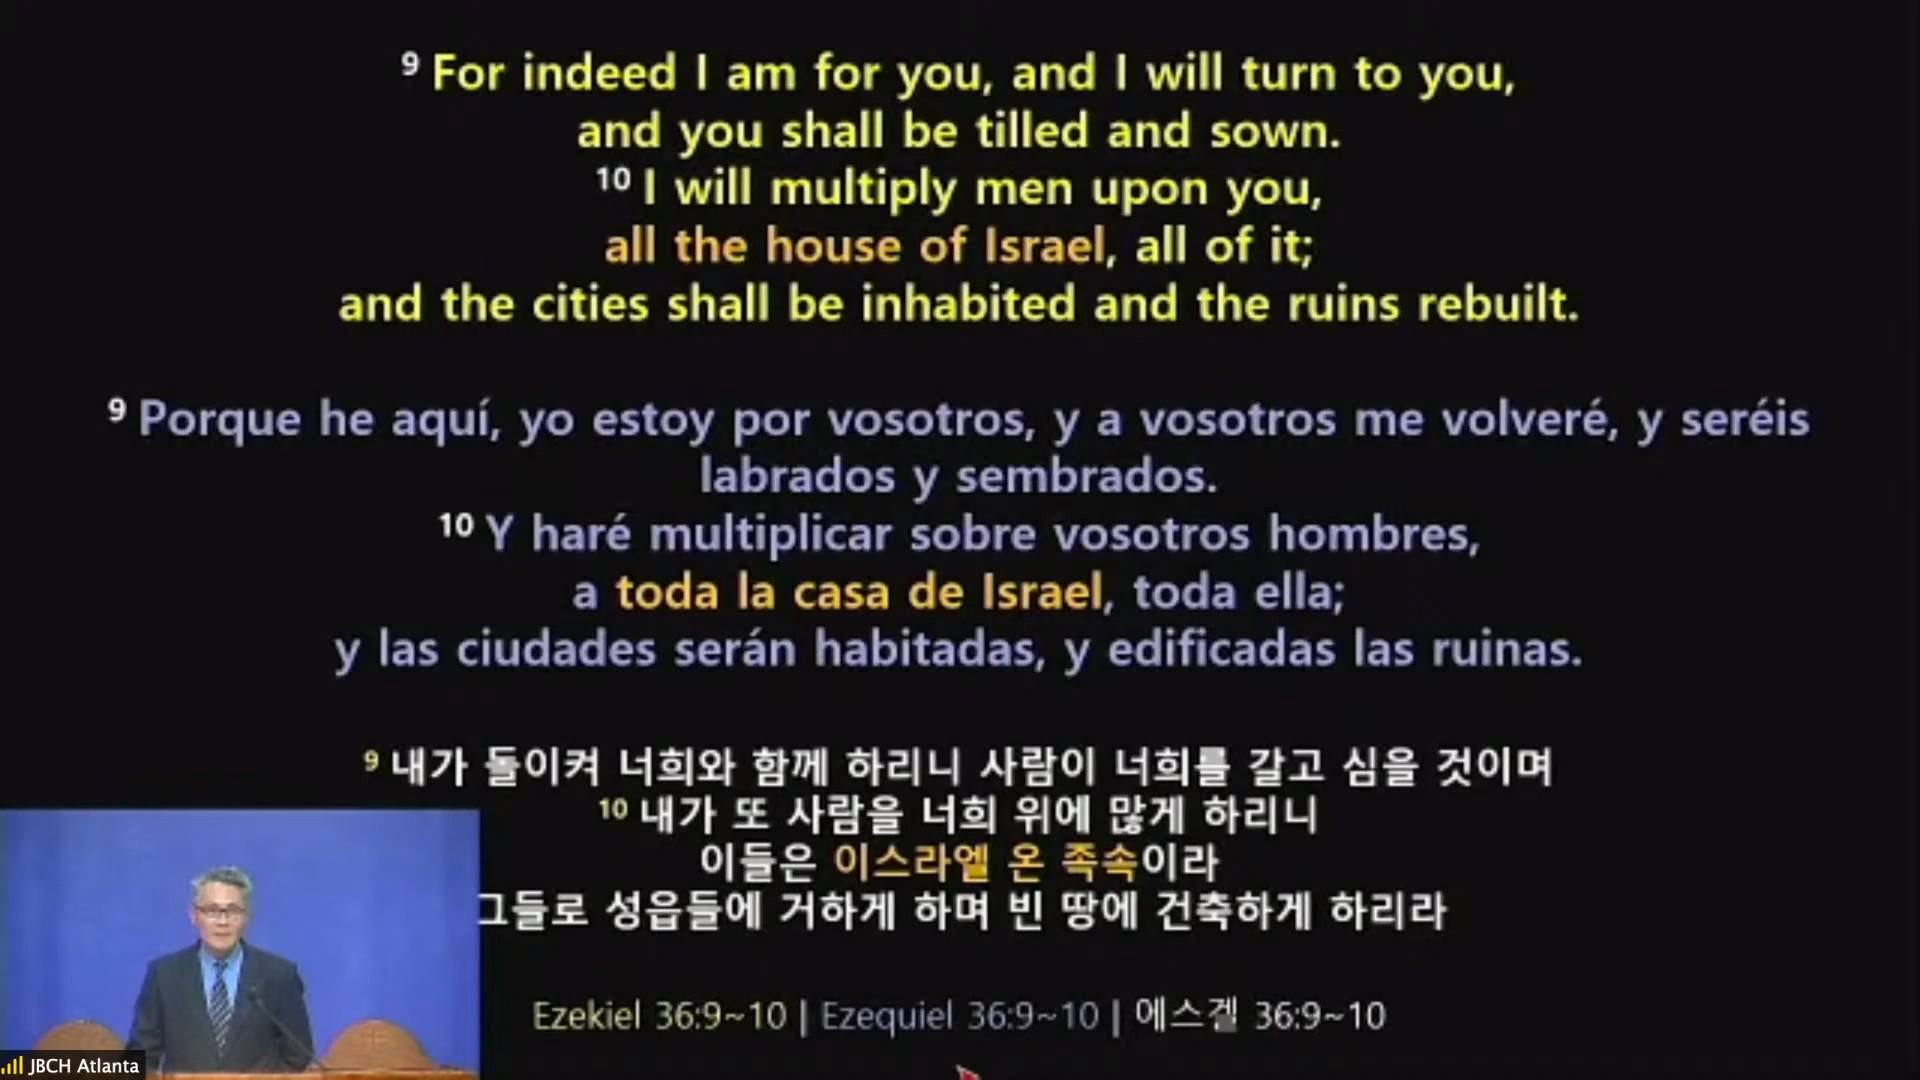 9 For indeed I am for you, and I will turn to you,
and you shall be tilled and sown.
10 I will multiply men upon you,
all the house of Israel, all of it;
and the cities shall be inhabited and the ruins rebuilt.
9 Porque he aquí, yo estoy por vosotros, y a vosotros me volveré, y seréis
labrados y sembrados.
10 Y haré multiplicar sobre vosotros hombres,
a toda la casa de Israel, toda ella;
y las ciudades serán habitadas, y edificadas las ruinas.
9 내가 돌이켜 너희와 함께 하리니 사람이 너희를 갈고 심을 것이며
10 내가 또 사람을 너희 위에 많게 하리니
이들은 이스라엘 온 족속이라
그들로 성읍들에 거하게 하며 빈 땅에 건축하게 하리라
Ezekiel 36:9~10 | Ezequiel 36:9~10 | 에스겔 36:9~10
JBCH Atlanta